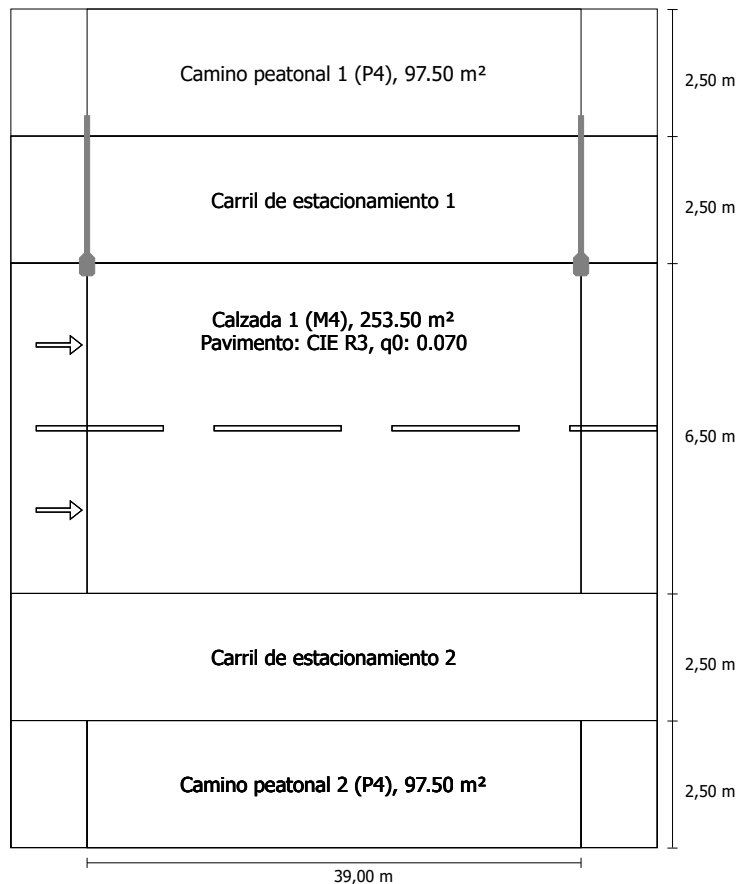 Camino peatonal 1 (P4), 97.50 m²
2,50 m
Carril de estacionamiento 1
2,50 m
Calzada 1 (M4), 253.50 m²
Pavimento: CIE R3, q0: 0.070
6,50 m
Carril de estacionamiento 2
2,50 m
Camino peatonal 2 (P4), 97.50 m²
2,50 m
39,00 m